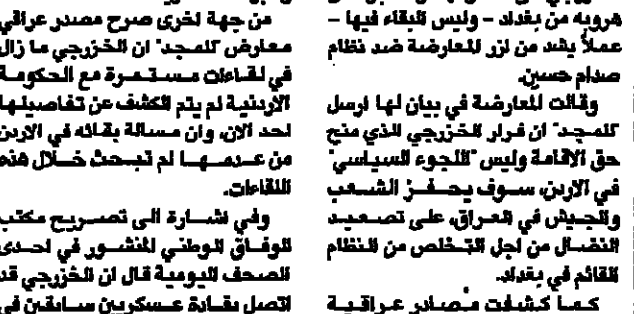 هروبه من بغداد – وليس للبقاء فيها –
عملاً يشد من ازر المعارضة ضد نظام
صدام حسين.
وقالت المعارضة في بيان لها ارسل
"للمجد" ان فرار الخزرجي الذي منح
حق الاقامة وليس "اللجوء السياسي"
في الاردن، سوف يحفز الشعب
والجيش في العراق، على تصعيد
النضال من اجل التخلص من النظام
القائم في بغداد.
كما كشفت مصادر عراقية
من جهة اخرى صرح مصدر عراقي
معارض "للمجد" ان الخزرجي ما زال
في لقاءات مستمرة مع الحكومة
الاردنية لم يتم الكشف عن تفاصيلها
لحد الان، وان مسالة بقائه في الاردن
من عدمها لم تبحث خلال هذه
اللقاءات.
وفي اشارة الى تصريح مكتب
الوفاق الوطني المنشور في احدى
الصحف اليومية قال ان الخزرجي قد
اتصل بقادة عسكريين سابقين في